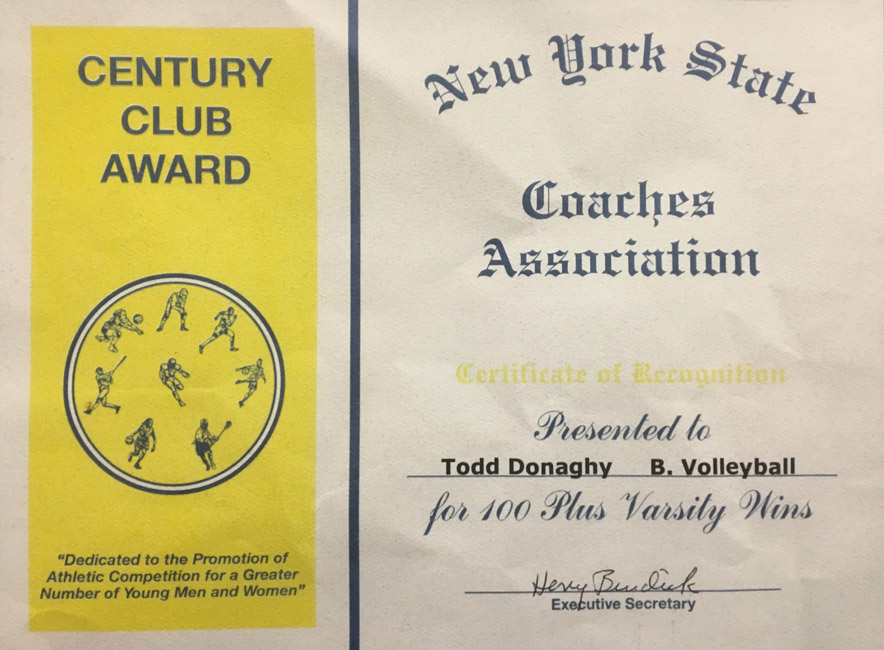 CENTURY
CLUB
AWARD
“Dedicated to the Promotion of
Athletic Competition for a Greater
Number of Young Men and Women”
New York State
Coaches
Association
Certificate of Recognition
Presented to
Todd Donaghy B. Volleyball
for 100 Plus Varsity Wins
Executive Secretary